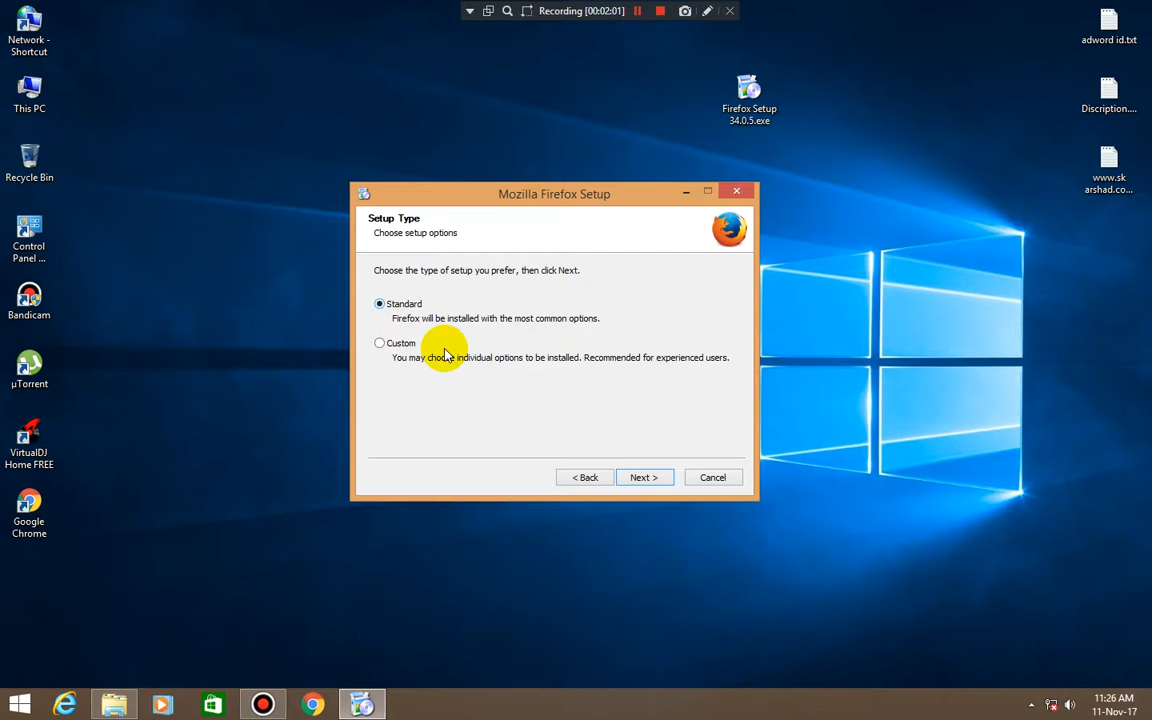 Recording [00:02:01]
Network -
Shortcut
This PC
Recycle Bin
Control
Panel ...
Bandicam
µTorrent
VirtualDJ
Home FREE
Google
Chrome
Firefox Setup
34.0.5.exe
adword id.txt
Discription....
www.sk
arshad.co...
Mozilla Firefox Setup
Setup Type
Choose setup options
Choose the type of setup you prefer, then click Next.
Standard
Firefox will be installed with the most common options.
Custom
You may choose individual options to be installed. Recommended for experienced users.
< Back
Next >
Cancel
11:26 AM
11-Nov-17